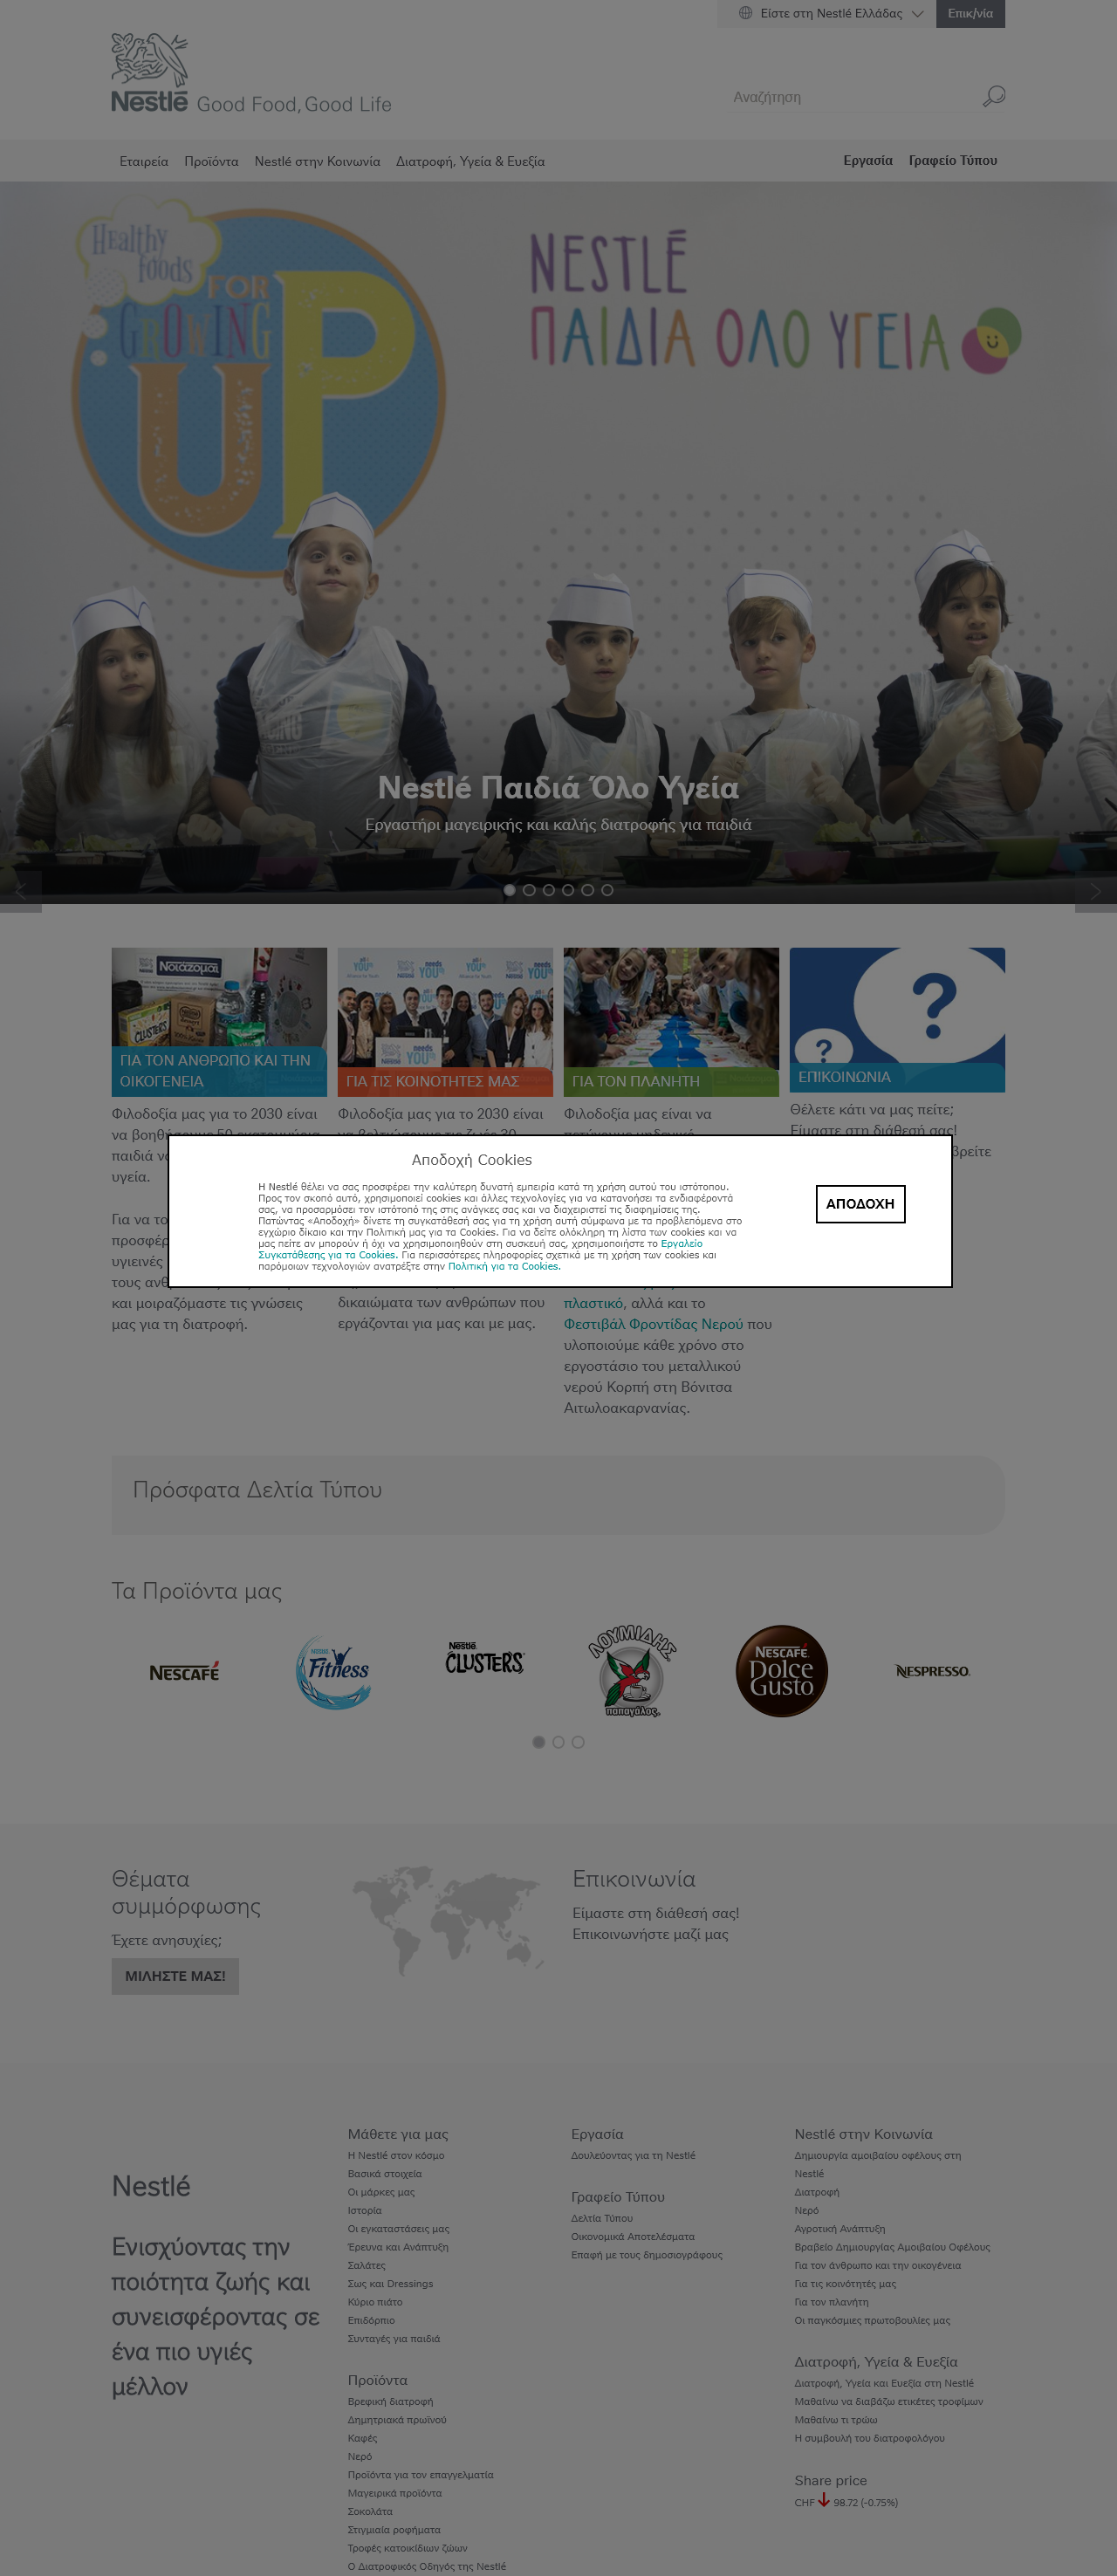 Είστε στη Nestlé Ελλάδας
Επικ/νία
Nestlé Good Food, Good Life
Αναζήτηση
Εταιρεία Προϊόντα Nestlé στην Κοινωνία Διατροφή, Υγεία & Ευεξία Εργασία Γραφείο Τύπου
Healthy foods
FOR
GROWING
UP
NESTLÉ
ΠΑΙΔΙΑ ΟΛΟ ΥΓΕΙΑ
Nestlé Παιδιά Όλο Υγεία
Εργαστήρι μαγειρικής και καλής διατροφής για παιδιά
Νοιάζομαι
CLUSTERS
needs YOUth
ΓΙΑ ΤΟΝ ΑΝΘΡΩΠΟ ΚΑΙ ΤΗΝ
ΟΙΚΟΓΕΝΕΙΑ
Φιλοδοξία μας για το 2030 είναι
υγεία.
και μοιραζόμαστε τις γνώσεις
μας για τη διατροφή.
ΓΙΑ ΤΙΣ ΚΟΙΝΟΤΗΤΕΣ ΜΑΣ
Φιλοδοξία μας για το 2030 είναι
δικαιώματα των ανθρώπων που
εργάζονται για μας και με μας.
ΓΙΑ ΤΟΝ ΠΛΑΝΗΤΗ
Φιλοδοξία μας είναι να
πλαστικό, αλλά και το
Φεστιβάλ Φροντίδας Νερού που
υλοποιούμε κάθε χρόνο στο
εργοστάσιο του μεταλλικού
νερού Κορπή στη Βόνιτσα
Αιτωλοακαρνανίας.
? ?
ΕΠΙΚΟΙΝΩΝΙΑ
Θέλετε κάτι να μας πείτε;
Είμαστε στη διάθεσή σας!
βρείτε
Αποδοχή Cookies
Η Nestlé θέλει να σας προσφέρει την καλύτερη δυνατή εμπειρία κατά τη χρήση αυτού του ιστότοπου.
Προς τον σκοπό αυτό, χρησιμοποιεί cookies και άλλες τεχνολογίες για να κατανοήσει τα ενδιαφέροντά
σας, να προσαρμόσει τον ιστότοπό της στις ανάγκες σας και να διαχειριστεί τις διαφημίσεις της.
Πατώντας «Αποδοχή» δίνετε τη συγκατάθεσή σας για τη χρήση αυτή σύμφωνα με τα προβλεπόμενα στο
εγχώριο δίκαιο και την Πολιτική μας για τα Cookies. Για να δείτε ολόκληρη τη λίστα των cookies και να
μας πείτε αν μπορούν ή όχι να χρησιμοποιηθούν στη συσκευή σας, χρησιμοποιήστε το Εργαλείο
Συγκατάθεσης για τα Cookies. Για περισσότερες πληροφορίες σχετικά με τη χρήση των cookies και
παρόμοιων τεχνολογιών ανατρέξτε στην Πολιτική για τα Cookies.
ΑΠΟΔΟΧΗ
Πρόσφατα Δελτία Τύπου
Τα Προϊόντα μας
NESCAFÉ
NESTLÉ Fitness
Nestlé CLUSTERS
ΛΟΥΜΙΔΗΣ παπαγάλος
NESCAFÉ Dolce Gusto
NESPRESSO.
Θέματα
συμμόρφωσης
Έχετε ανησυχίες;
ΜΙΛΗΣΤΕ ΜΑΣ!
Επικοινωνία
Είμαστε στη διάθεσή σας!
Επικοινωνήστε μαζί μας
Nestlé
Ενισχύοντας την
ποιότητα ζωής και
συνεισφέροντας σε
ένα πιο υγιές
μέλλον
Μάθετε για μας
Η Nestlé στον κόσμο
Βασικά στοιχεία
Οι μάρκες μας
Ιστορία
Οι εγκαταστάσεις μας
Έρευνα και Ανάπτυξη
Σαλάτες
Σως και Dressings
Κύριο πιάτο
Επιδόρπιο
Συνταγές για παιδιά
Προϊόντα
Βρεφική διατροφή
Δημητριακά πρωϊνού
Καφές
Νερό
Προϊόντα για τον επαγγελματία
Μαγειρικά προϊόντα
Σοκολάτα
Στιγμιαία ροφήματα
Τροφές κατοικίδιων ζώων
Ο Διατροφικός Οδηγός της Nestlé
Εργασία
Δουλεύοντας για τη Nestlé
Γραφείο Τύπου
Δελτία Τύπου
Οικονομικά Αποτελέσματα
Επαφή με τους δημοσιογράφους
Nestlé στην Κοινωνία
Δημιουργία αμοιβαίου οφέλους στη
Nestlé
Διατροφή
Νερό
Αγροτική Ανάπτυξη
Βραβείο Δημιουργίας Αμοιβαίου Οφέλους
Για τον άνθρωπο και την οικογένεια
Για τις κοινότητές μας
Για τον πλανήτη
Οι παγκόσμιες πρωτοβουλίες μας
Διατροφή, Υγεία & Ευεξία
Διατροφή, Υγεία και Ευεξία στη Nestlé
Μαθαίνω να διαβάζω ετικέτες τροφίμων
Μαθαίνω τι τρώω
Η συμβουλή του διατροφολόγου
Share price
CHF 98.72 (-0.75%)